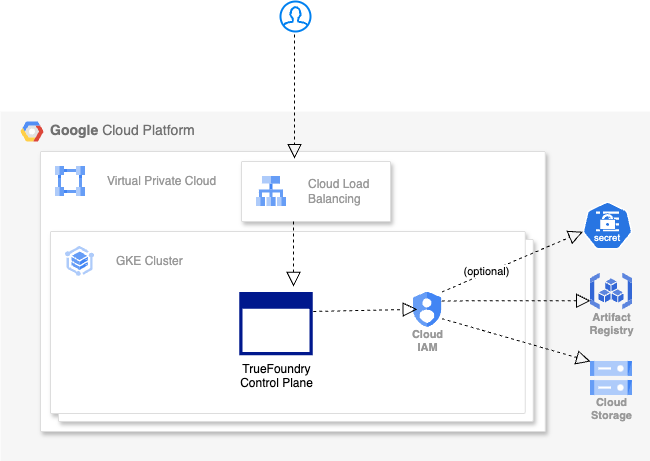 Google Cloud Platform
Virtual Private Cloud
Cloud Load
Balancing
GKE Cluster
(optional)
secret
Artifact
Registry
Cloud
IAM
TrueFoundry
Control Plane
Cloud
Storage